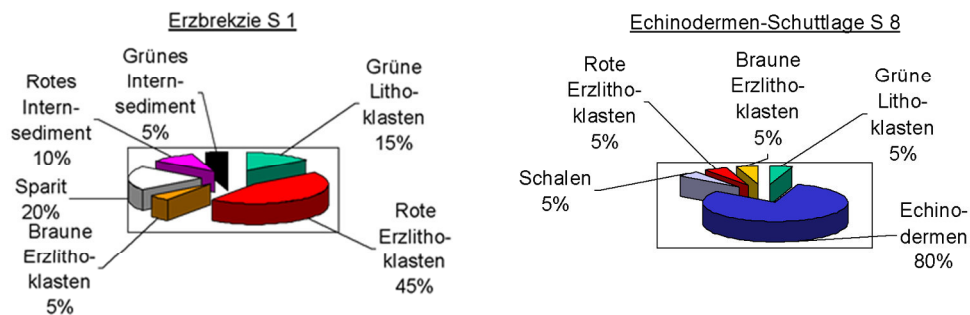 Erzbrekzie S 1
Grünes
Intern-
sediment
5%
Rotes
Intern-
sediment
10%
Grüne
Litho-
klasten
15%
Sparit
20%
Braune
Erzlitho-
klasten
5%
Rote
Erzlitho-
klasten
45%
Echinodermen-Schuttlage S 8
Rote
Erzlitho-
klasten
5%
Braune
Erzlitho-
klasten
5%
Grüne
Litho-
klasten
5%
Schalen
5%
Echino-
dermen
80%